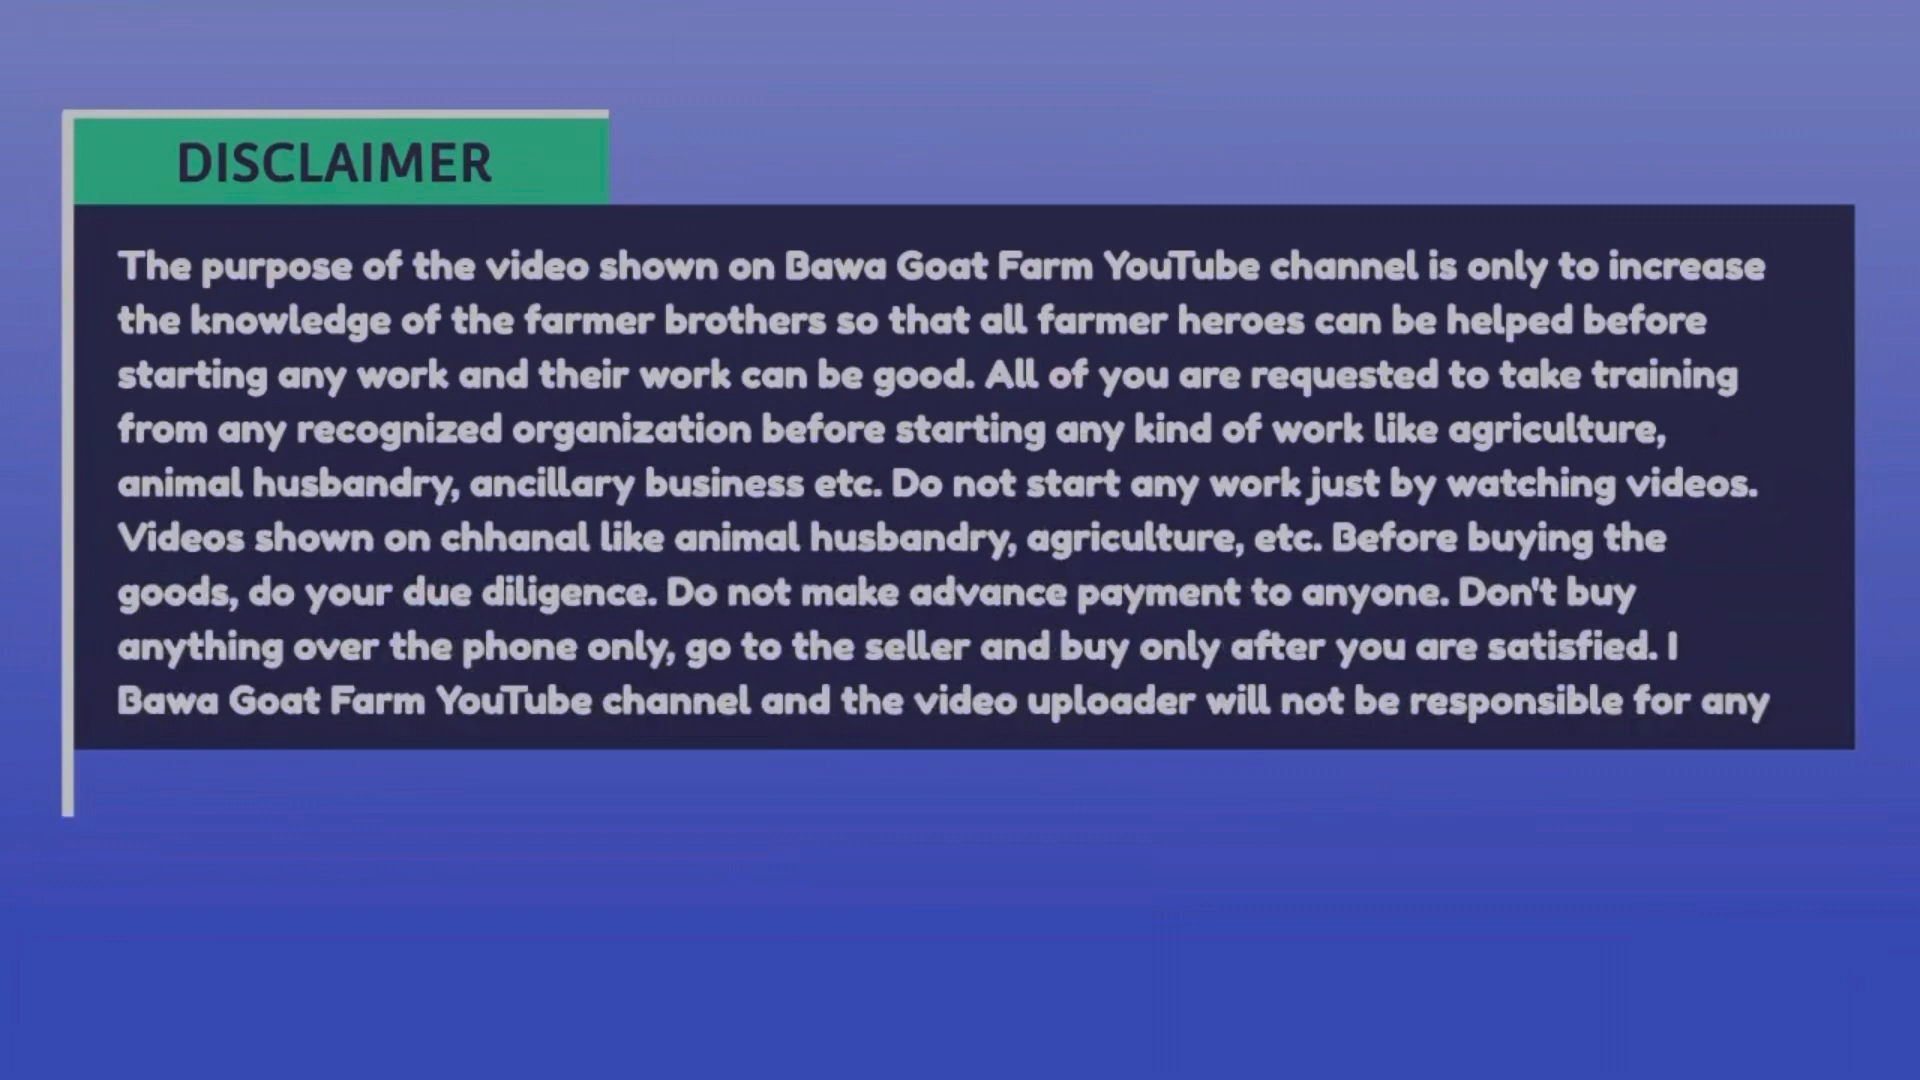 DISCLAIMER
The purpose of the video shown on Bawa Goat Farm YouTube channel is only to increase
the knowledge of the farmer brothers so that all farmer heroes can be helped before
starting any work and their work can be good. All of you are requested to take training
from any recognized organization before starting any kind of work like agriculture,
animal husbandry, ancillary business etc. Do not start any work just by watching videos.
Videos shown on chhanal like animal husbandry, agriculture, etc. Before buying the
goods, do your due diligence. Do not make advance payment to anyone. Don't buy
anything over the phone only, go to the seller and buy only after you are satisfied. I
Bawa Goat Farm YouTube channel and the video uploader will not be responsible for any